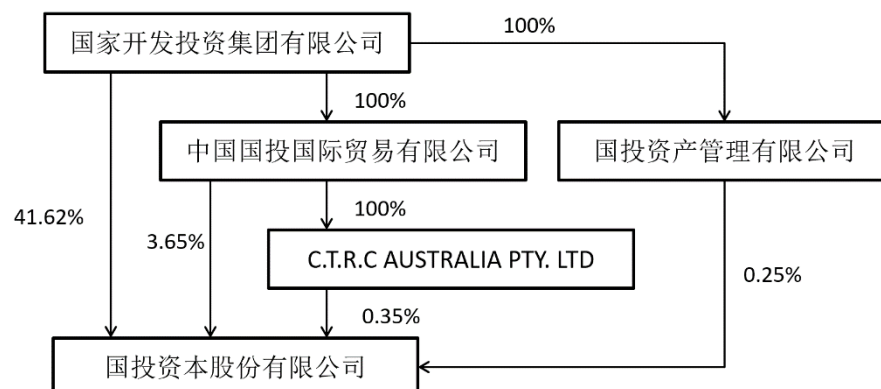 国家开发投资集团有限公司
100%
100%
中国国投国际贸易有限公司
国投资产管理有限公司
41.62%
3.65%
100%
C.T.R.C AUSTRALIA PTY. LTD
0.25%
0.35%
国投资本股份有限公司